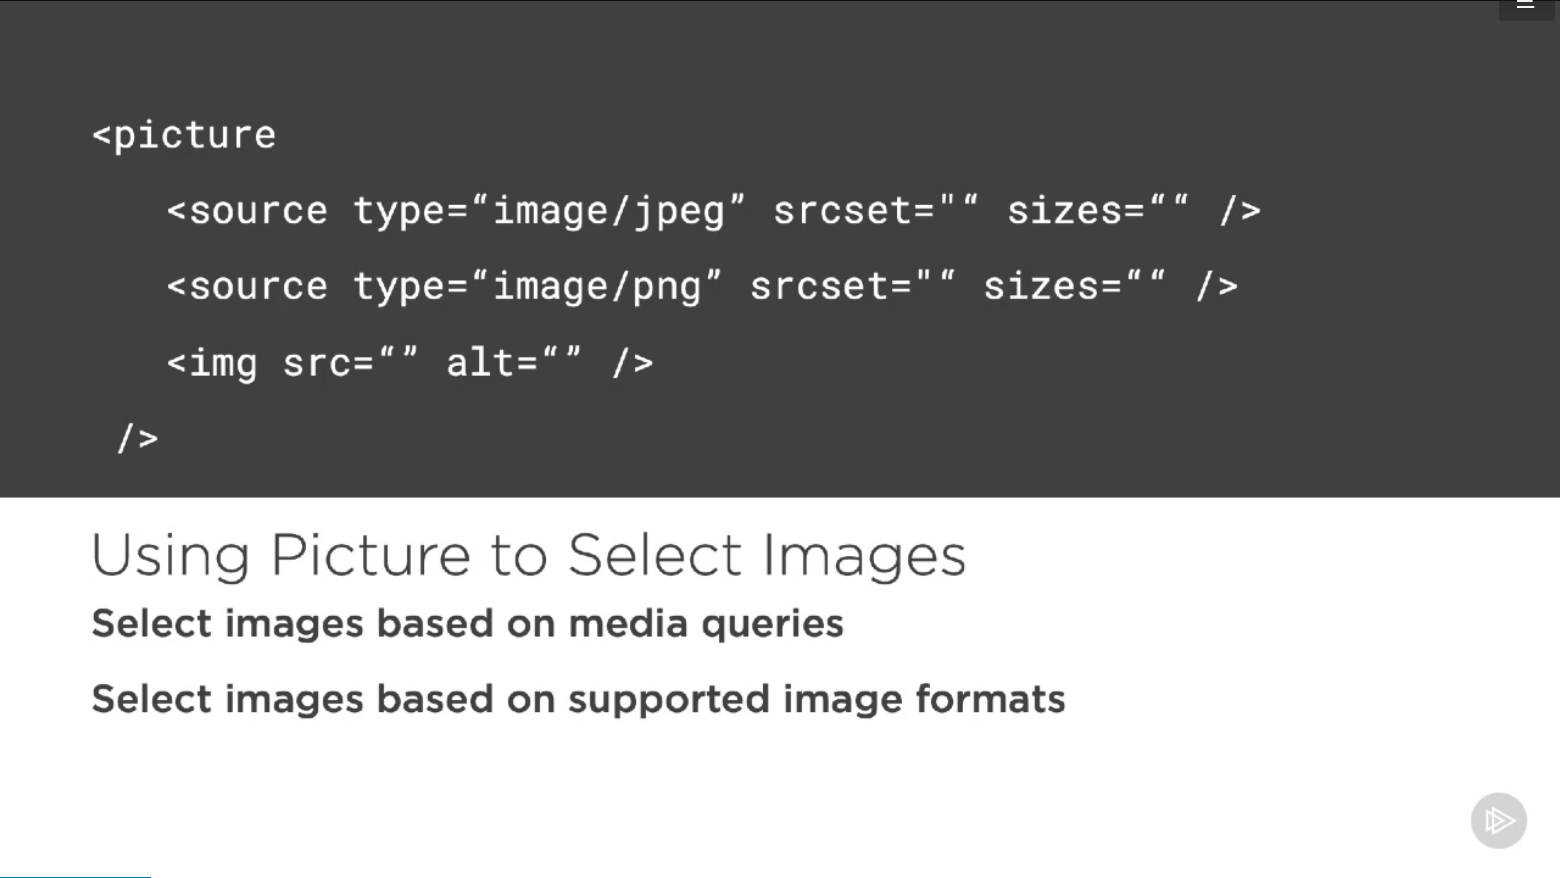 <picture
<source type=“image/jpeg” srcset="“ sizes=““ />
<source type=“image/png” srcset="“ sizes=““ />
<img src=“” alt=“” />
/>
Using Picture to Select Images
Select images based on media queries
Select images based on supported image formats